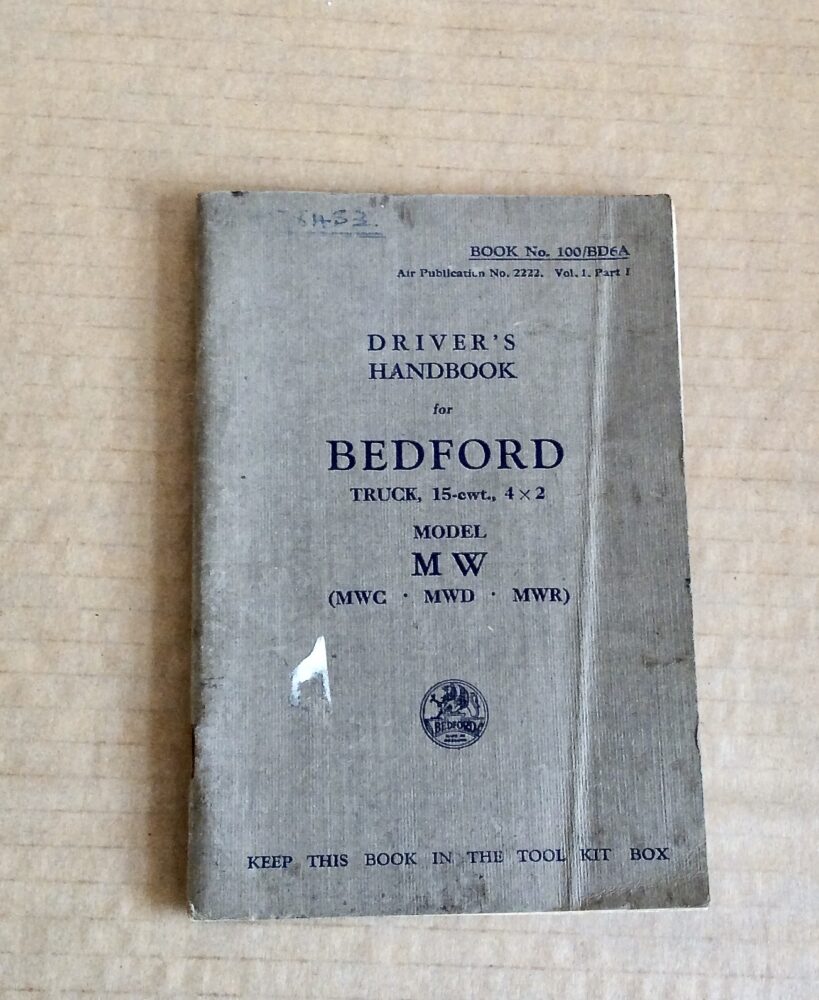 BOOK No. 100/BD6A
Air Publication No. 2222. Vol. 1. Part I
DRIVER'S
HANDBOOK
for
BEDFORD
TRUCK, 15-cwt., 4 × 2
MODEL
MW
(MWC · MWD · MWR)
BEDFORD
KEEP THIS BOOK IN THE TOOL KIT BOX